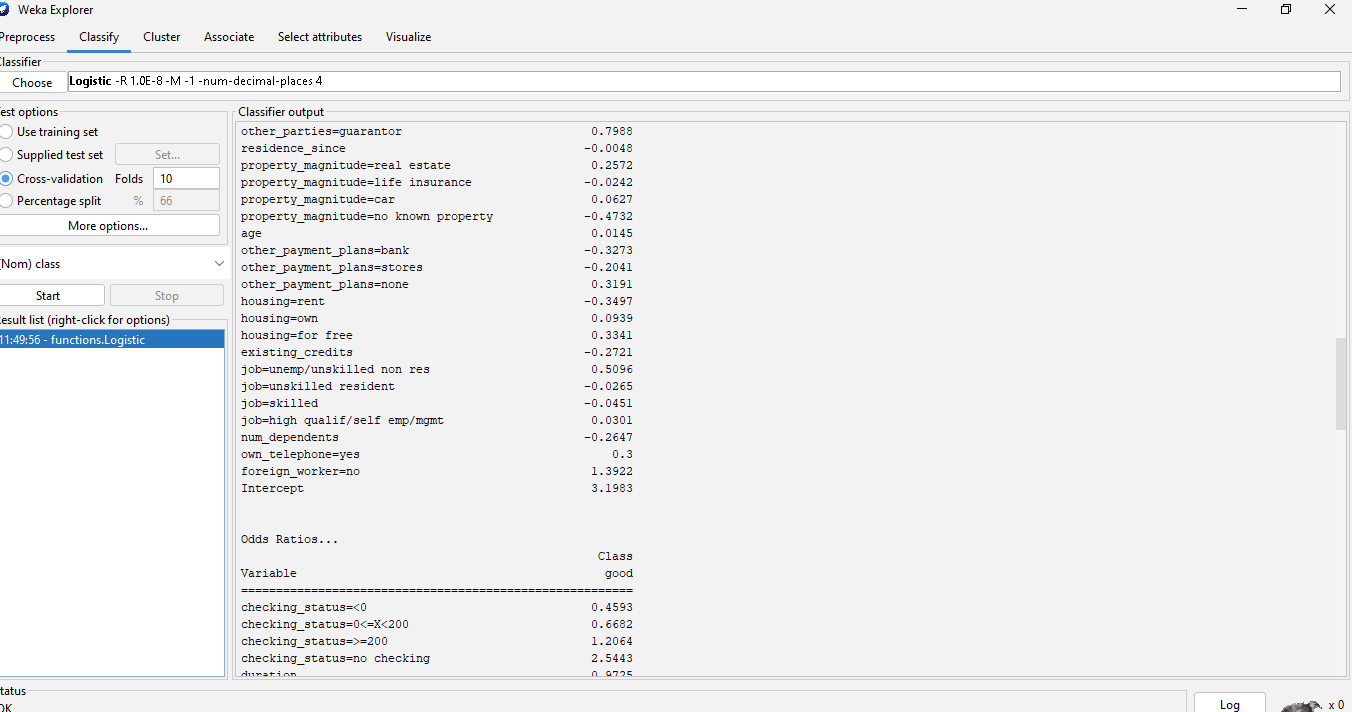 Weka Explorer
Preprocess Classify Cluster Associate Select attributes Visualize
Classifier
Choose Logistic -R 1.0E-8 -M -1 -num-decimal-places 4
Test options
Use training set
Supplied test set Set...
Cross-validation Folds 10
Percentage split % 66
More options...
(Nom) class
Start Stop
Result list (right-click for options)
11:49:56 - functions.Logistic
Classifier output
other_parties=guarantor 0.7988
residence_since -0.0048
property_magnitude=real estate 0.2572
property_magnitude=life insurance -0.0242
property_magnitude=car 0.0627
property_magnitude=no known property -0.4732
age 0.0145
other_payment_plans=bank -0.3273
other_payment_plans=stores -0.2041
other_payment_plans=none 0.3191
housing=rent -0.3497
housing=own 0.0939
housing=for free 0.3341
existing_credits -0.2721
job=unemp/unskilled non res 0.5096
job=unskilled resident -0.0265
job=skilled -0.0451
job=high qualif/self emp/mgmt 0.0301
num_dependents -0.2647
own_telephone=yes 0.3
foreign_worker=no 1.3922
Intercept 3.1983
Odds Ratios...
Class
Variable good
========================================================
checking_status=<0 0.4593
checking_status=0<=X<200 0.6682
checking_status=>=200 1.2064
checking_status=no checking 2.5443
duration 0.9725
Status
OK
Log x 0